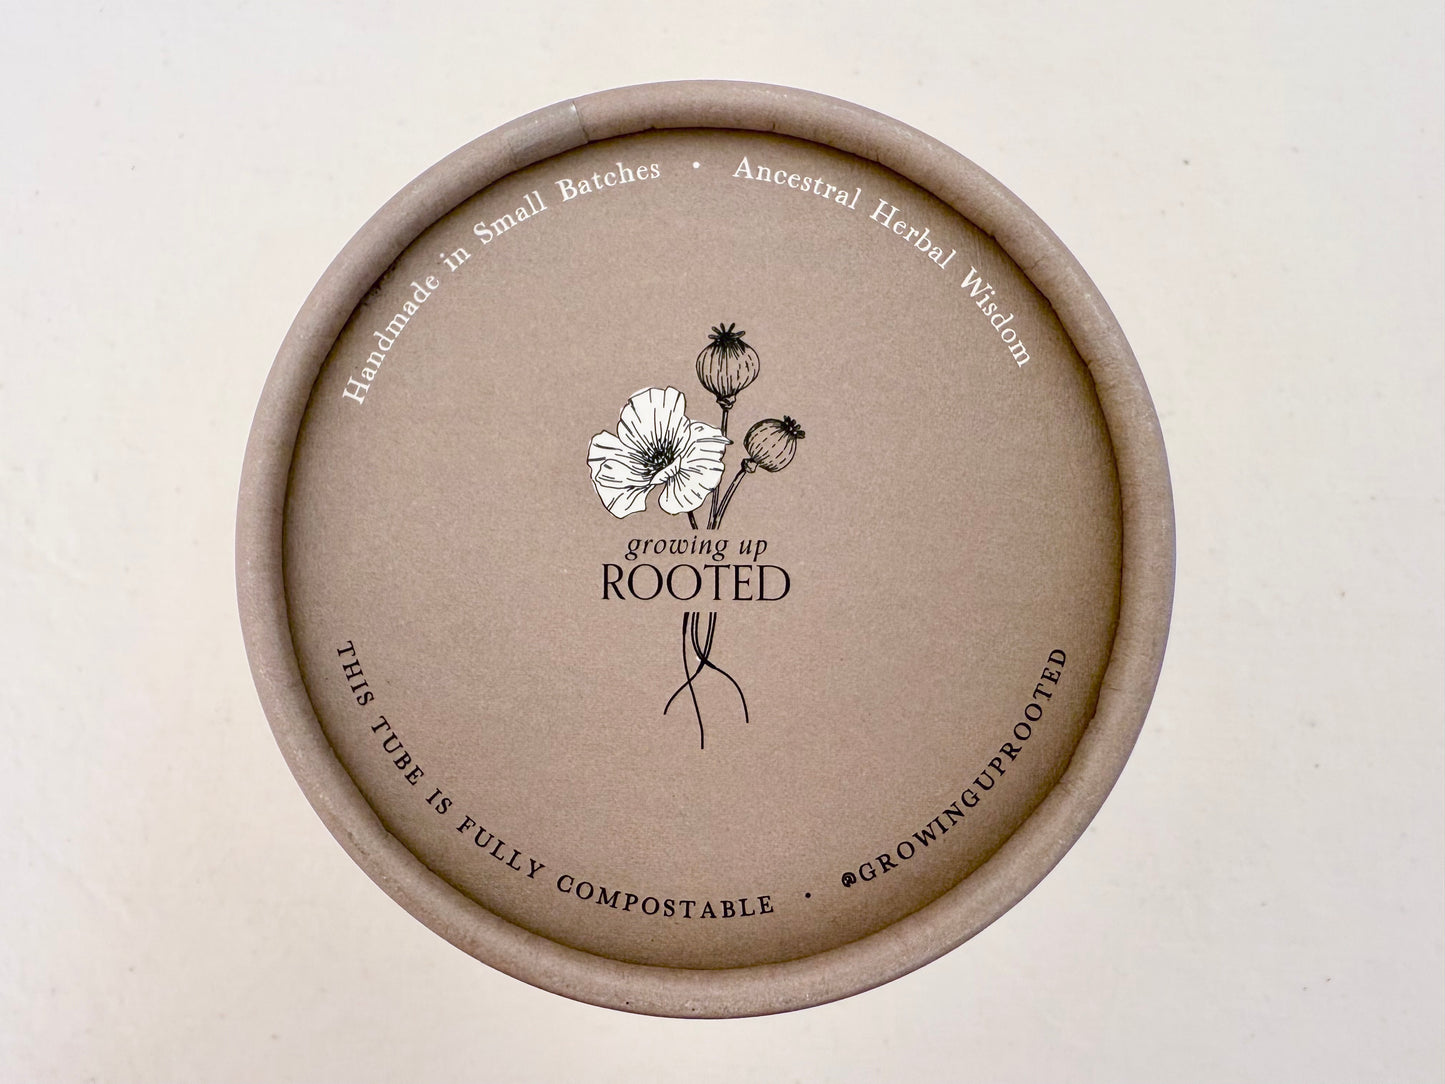 Handmade in Small Batches • Ancestral Herbal Wisdom
growing up
ROOTED
THIS TUBE IS FULLY COMPOSTABLE • @GROWINGUPROOTED